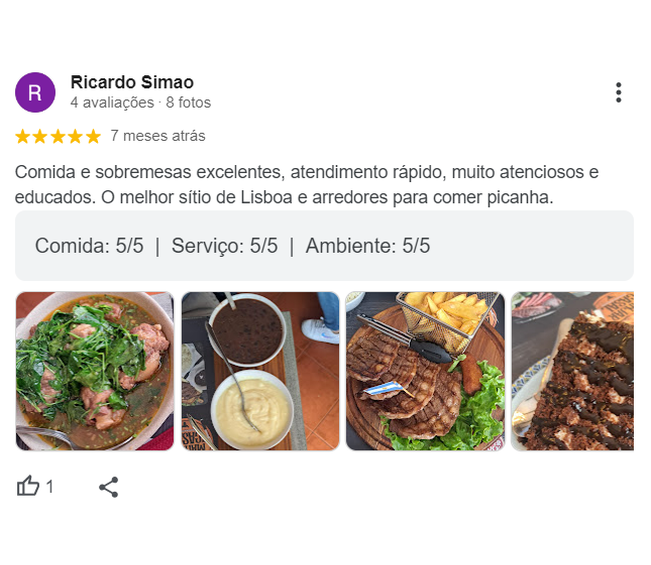 R
Ricardo Simao
4 avaliações · 8 fotos
7 meses atrás
Comida e sobremesas excelentes, atendimento rápido, muito atenciosos e
educados. O melhor sítio de Lisboa e arredores para comer picanha.
Comida: 5/5 | Serviço: 5/5 | Ambiente: 5/5
1